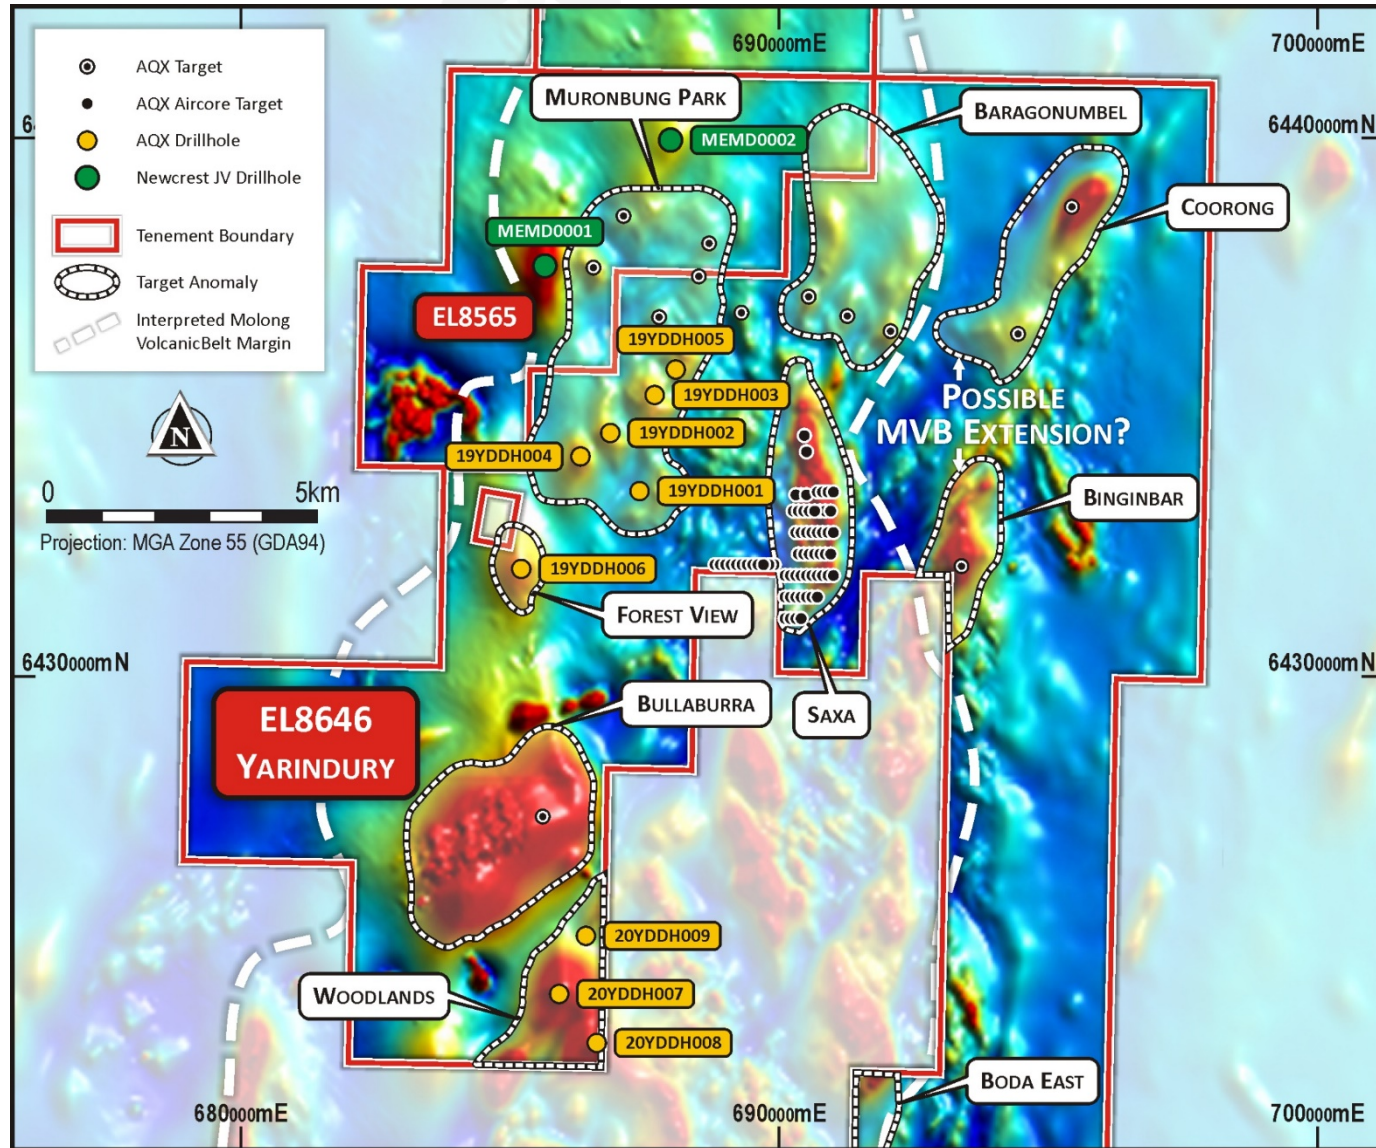 690000mE
700000mE
AQX Target
AQX Aircore Target
AQX Drillhole
Newcrest JV Drillhole
Tenement Boundary
Target Anomaly
Interpreted Molong
VolcanicBelt Margin
MURONBUNG PARK
BARAGONUMBEL
MEMD0002
6440000mN
COORONG
MEMD0001
EL8565
19YDDH005
19YDDH003
POSSIBLE
MVB EXTENSION?
19YDDH002
19YDDH004
19YDDH001
BINGINBAR
N
0
5km
Projection: MGA Zone 55 (GDA94)
19YDDH006
FOREST VIEW
6430000mN
6430000mN
BULLABURRA
SAXA
EL8646
YARINDURY
20YDDH009
WOODLANDS
20YDDH007
20YDDH008
BODA EAST
680000mE
690000mE
700000mE